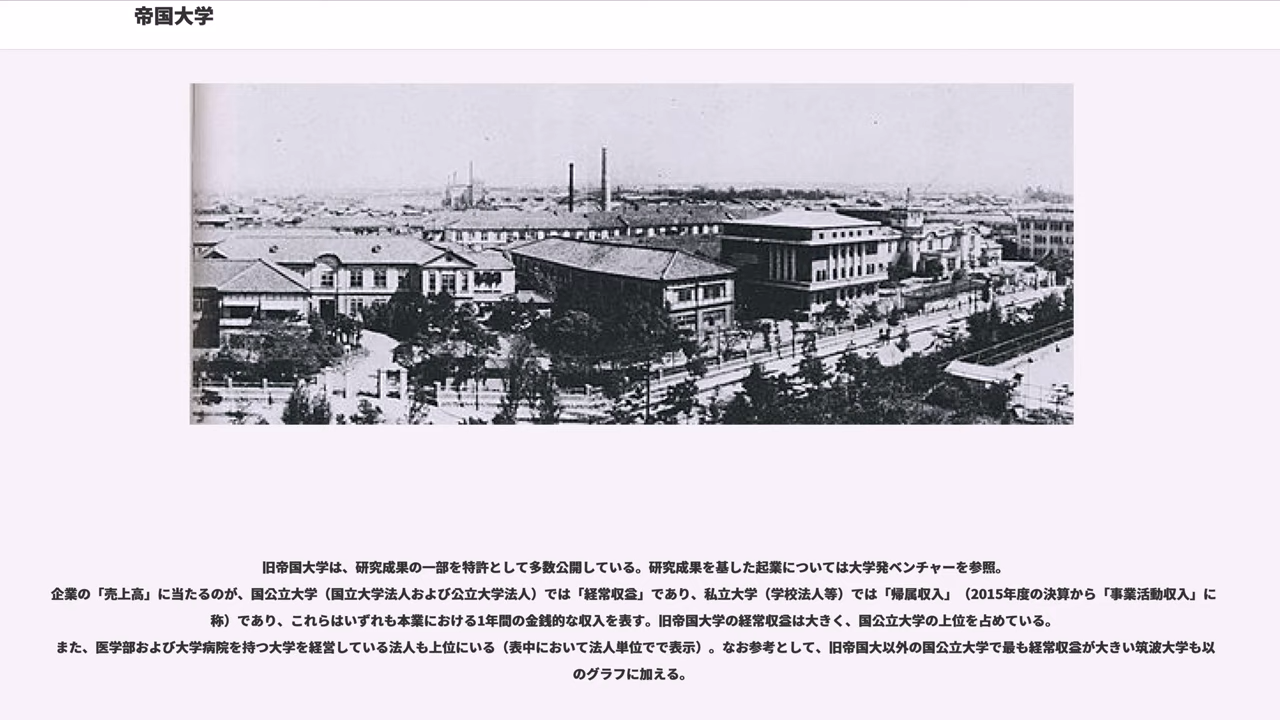 帝国大学
旧帝国大学は、研究成果の一部を特許として多数公開している。研究成果を基した起業については大学発ベンチャーを参照。
企業の「売上高」に当たるのが、国公立大学（国立大学法人および公立大学法人）では「経常収益」であり、私立大学（学校法人等）では「帰属収入」（2015年度の決算から「事業活動収入」に
称）であり、これらはいずれも本業における1年間の金銭的な収入を表す。旧帝国大学の経常収益は大きく、国公立大学の上位を占めている。
また、医学部および大学病院を持つ大学を経営している法人も上位にいる（表中において法人単位でで表示）。なお参考として、旧帝国大以外の国公立大学で最も経常収益が大きい筑波大学も以
のグラフに加える。